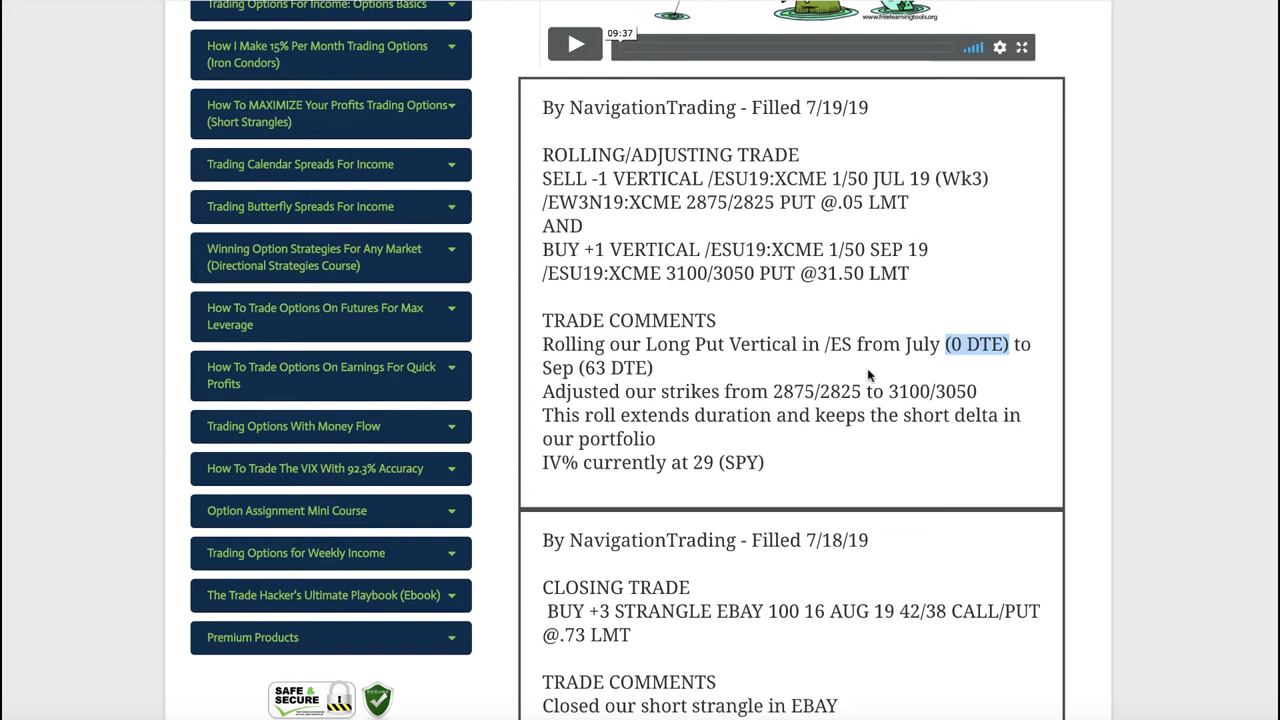 Trading Options For Income: Options Basics
How I Make 15% Per Month Trading Options
(Iron Condors)
How To MAXIMIZE Your Profits Trading Options
(Short Strangles)
Trading Calendar Spreads For Income
Trading Butterfly Spreads For Income
Winning Option Strategies For Any Market
(Directional Strategies Course)
How To Trade Options On Futures For Max
Leverage
How To Trade Options On Earnings For Quick
Profits
Trading Options With Money Flow
How To Trade The VIX With 92.3% Accuracy
Option Assignment Mini Course
Trading Options for Weekly Income
The Trade Hacker's Ultimate Playbook (Ebook)
Premium Products
SAFE &
SECURE
SECURE
www.freelearningtools.org
09:37
By NavigationTrading - Filled 7/19/19
ROLLING/ADJUSTING TRADE
SELL -1 VERTICAL /ESU19:XCME 1/50 JUL 19 (Wk3)
/EW3N19:XCME 2875/2825 PUT @.05 LMT
AND
BUY +1 VERTICAL /ESU19:XCME 1/50 SEP 19
/ESU19:XCME 3100/3050 PUT @31.50 LMT
TRADE COMMENTS
Rolling our Long Put Vertical in /ES from July (0 DTE) to
Sep (63 DTE)
Adjusted our strikes from 2875/2825 to 3100/3050
This roll extends duration and keeps the short delta in
our portfolio
IV% currently at 29 (SPY)
By NavigationTrading - Filled 7/18/19
CLOSING TRADE
BUY +3 STRANGLE EBAY 100 16 AUG 19 42/38 CALL/PUT
@.73 LMT
TRADE COMMENTS
Closed our short strangle in EBAY